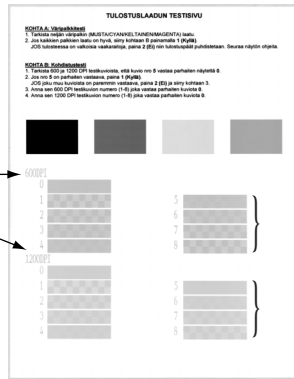 TULOSTUSLAADUN TESTISIVU
KOHTA A: Väripalkkitesti
1. Tarkista neljän väripalkin (MUSTA/CYAN/KELTAINEN/MAGENTA) laatu.
2. Jos kaikkien palkkien laatu on hyvä, siirry kohtaan B painamalla 1 (Kyllä).
JOS tulosteessa on valkoisia vaakaraitoja, paina 2 (Ei) niin tulostuspäät puhdistetaan. Seuraa näytön ohjeita.
KOHTA B: Kohdistustesti
1. Tarkista 600 ja 1200 DPI testikuvioista, että kuvio nro 5 vastaa parhaiten näytettä 0.
2. Jos nro 5 on parhaiten vastaava, paina 1 (Kyllä).
JOS joku muu kuvioista on paremmin vastaava, paina 2 (Ei) ja siirry kohtaan 3.
3. Anna sen 600 DPI testikuvion numero (1-8) joka vastaa parhaiten kuviota 0.
4. Anna sen 1200 DPI testikuvion numero (1-8) joka vastaa parhaiten kuviota 0.
600DPI
0
1
2
3
4
5
6
7
8
1200DPI
0
1
2
3
4
5
6
7
8